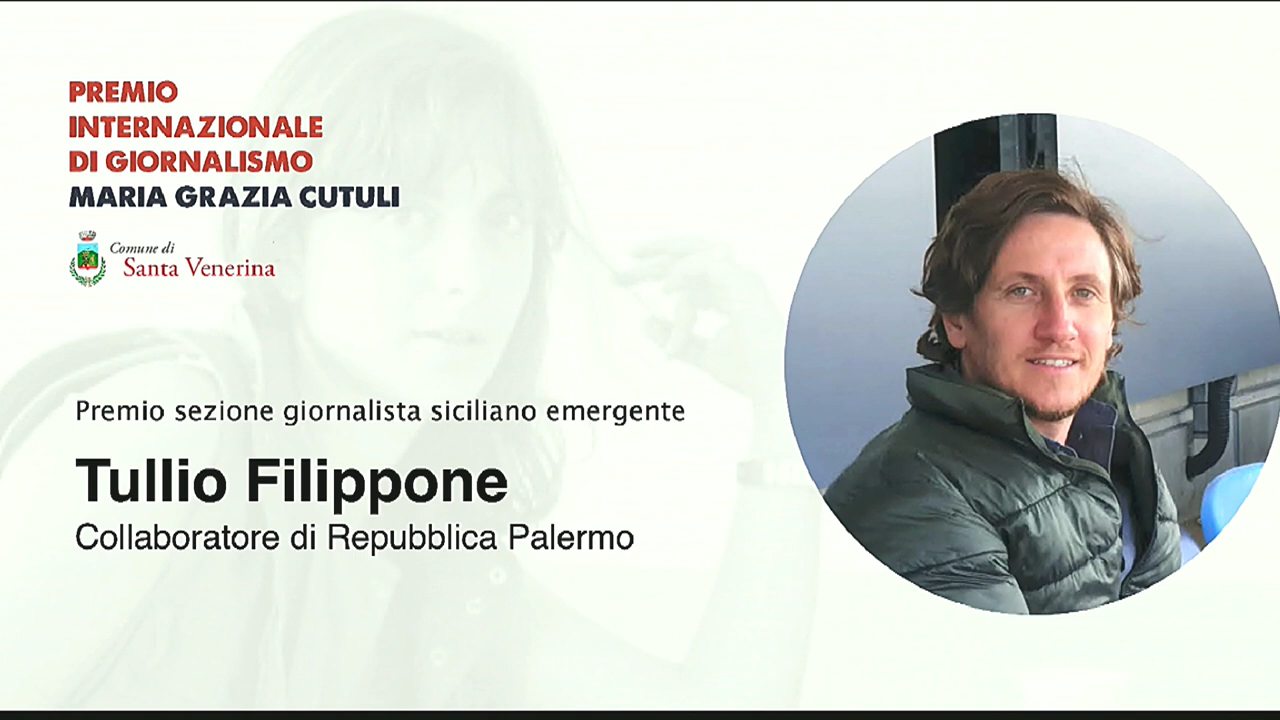 PREMIO
INTERNAZIONALE
DI GIORNALISMO
MARIA GRAZIA CUTULI
Comune di
Santa Venerina
Premio sezione giornalista siciliano emergente
Tullio Filippone
Collaboratore di Repubblica Palermo